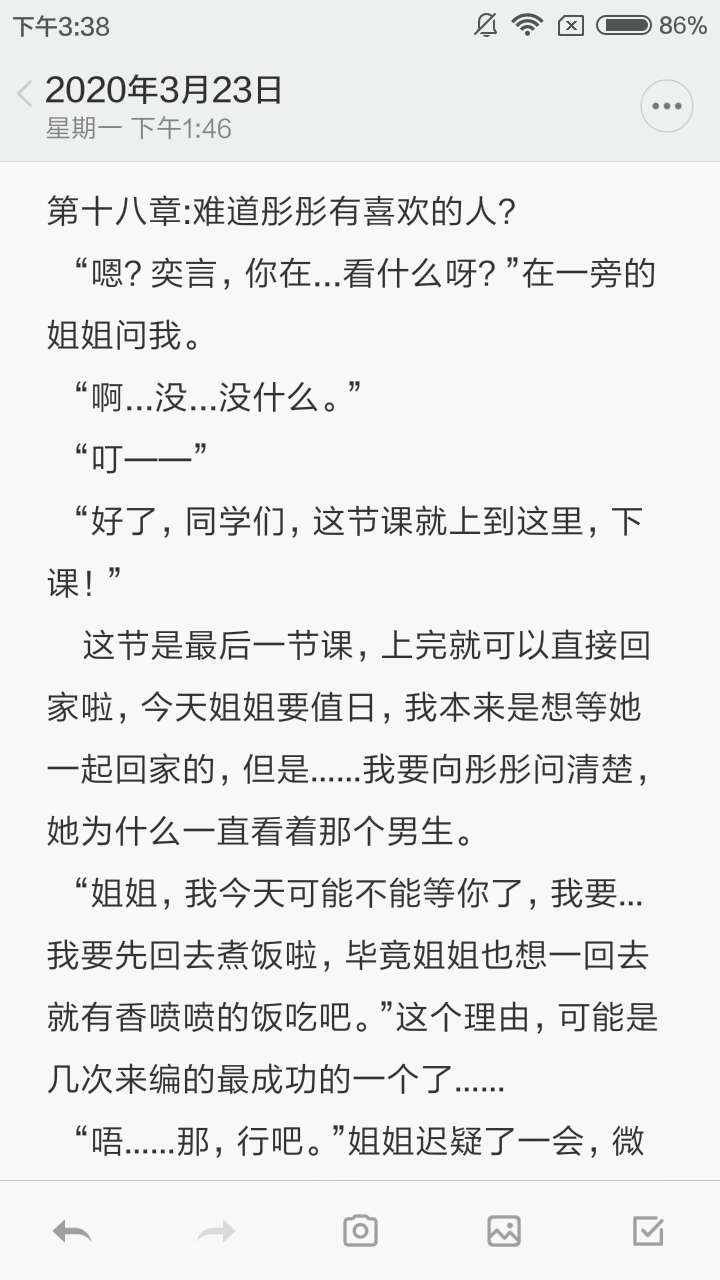 下午3:38 86%
2020年3月23日
星期一 下午1:46
第十八章:难道彤彤有喜欢的人?
“嗯? 奕言, 你在...看什么呀? ”在一旁的
姐姐问我。
“啊...没...没什么。”
“叮——”
“好了, 同学们, 这节课就上到这里, 下
课! ”
这节是最后一节课, 上完就可以直接回
家啦, 今天姐姐要值日, 我本来是想等她
一起回家的, 但是......我要向彤彤问清楚,
她为什么一直看着那个男生。
“姐姐, 我今天可能不能等你了, 我要...
我要先回去煮饭啦, 毕竟姐姐也想一回去
就有香喷喷的饭吃吧。”这个理由, 可能是
几次来编的最成功的一个了......
“唔......那, 行吧。”姐姐迟疑了一会, 微